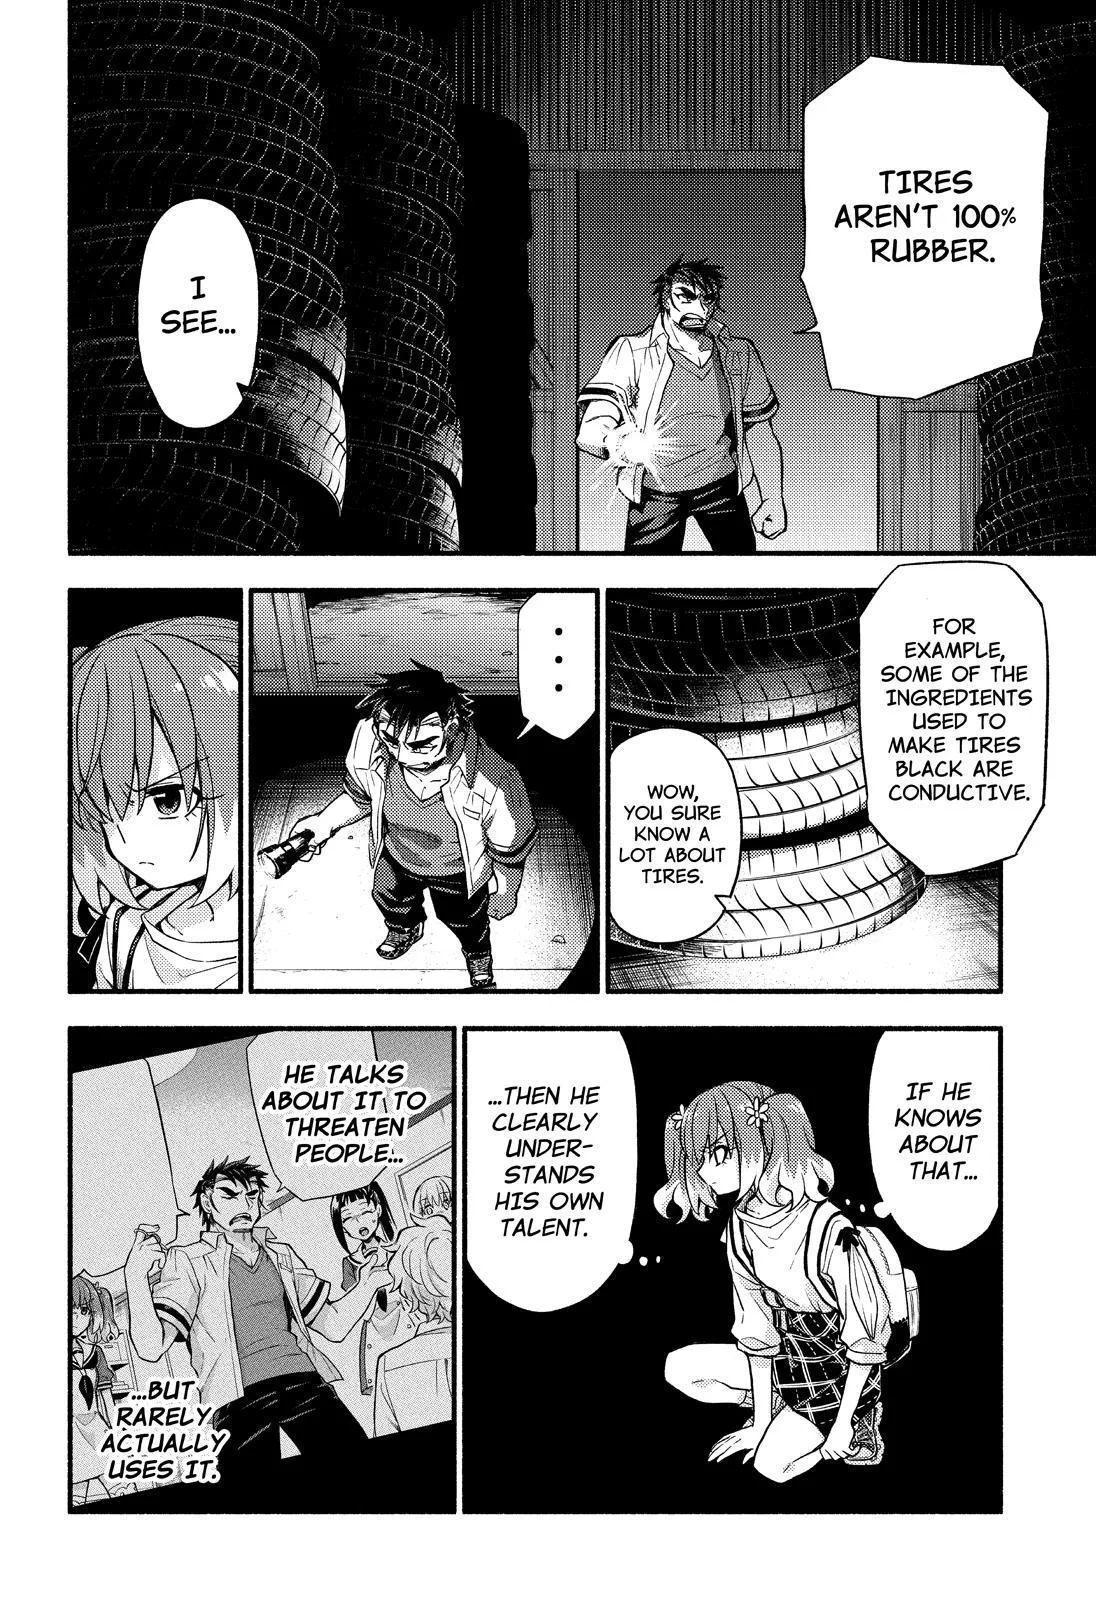 TIRES
AREN'T 100%
RUBBER.
I
SEE...
FOR
EXAMPLE,
SOME OF THE
INGREDIENTS
USED TO
MAKE TIRES
BLACK ARE
CONDUCTIVE.
WOW,
YOU SURE
KNOW A
LOT ABOUT
TIRES.
...
IF HE
KNOWS
ABOUT
THAT...
...THEN HE
CLEARLY
UNDER-
STANDS
HIS OWN
TALENT.
HE TALKS
ABOUT IT TO
THREATEN
PEOPLE...
...BUT
RARELY
ACTUALLY
USES IT.